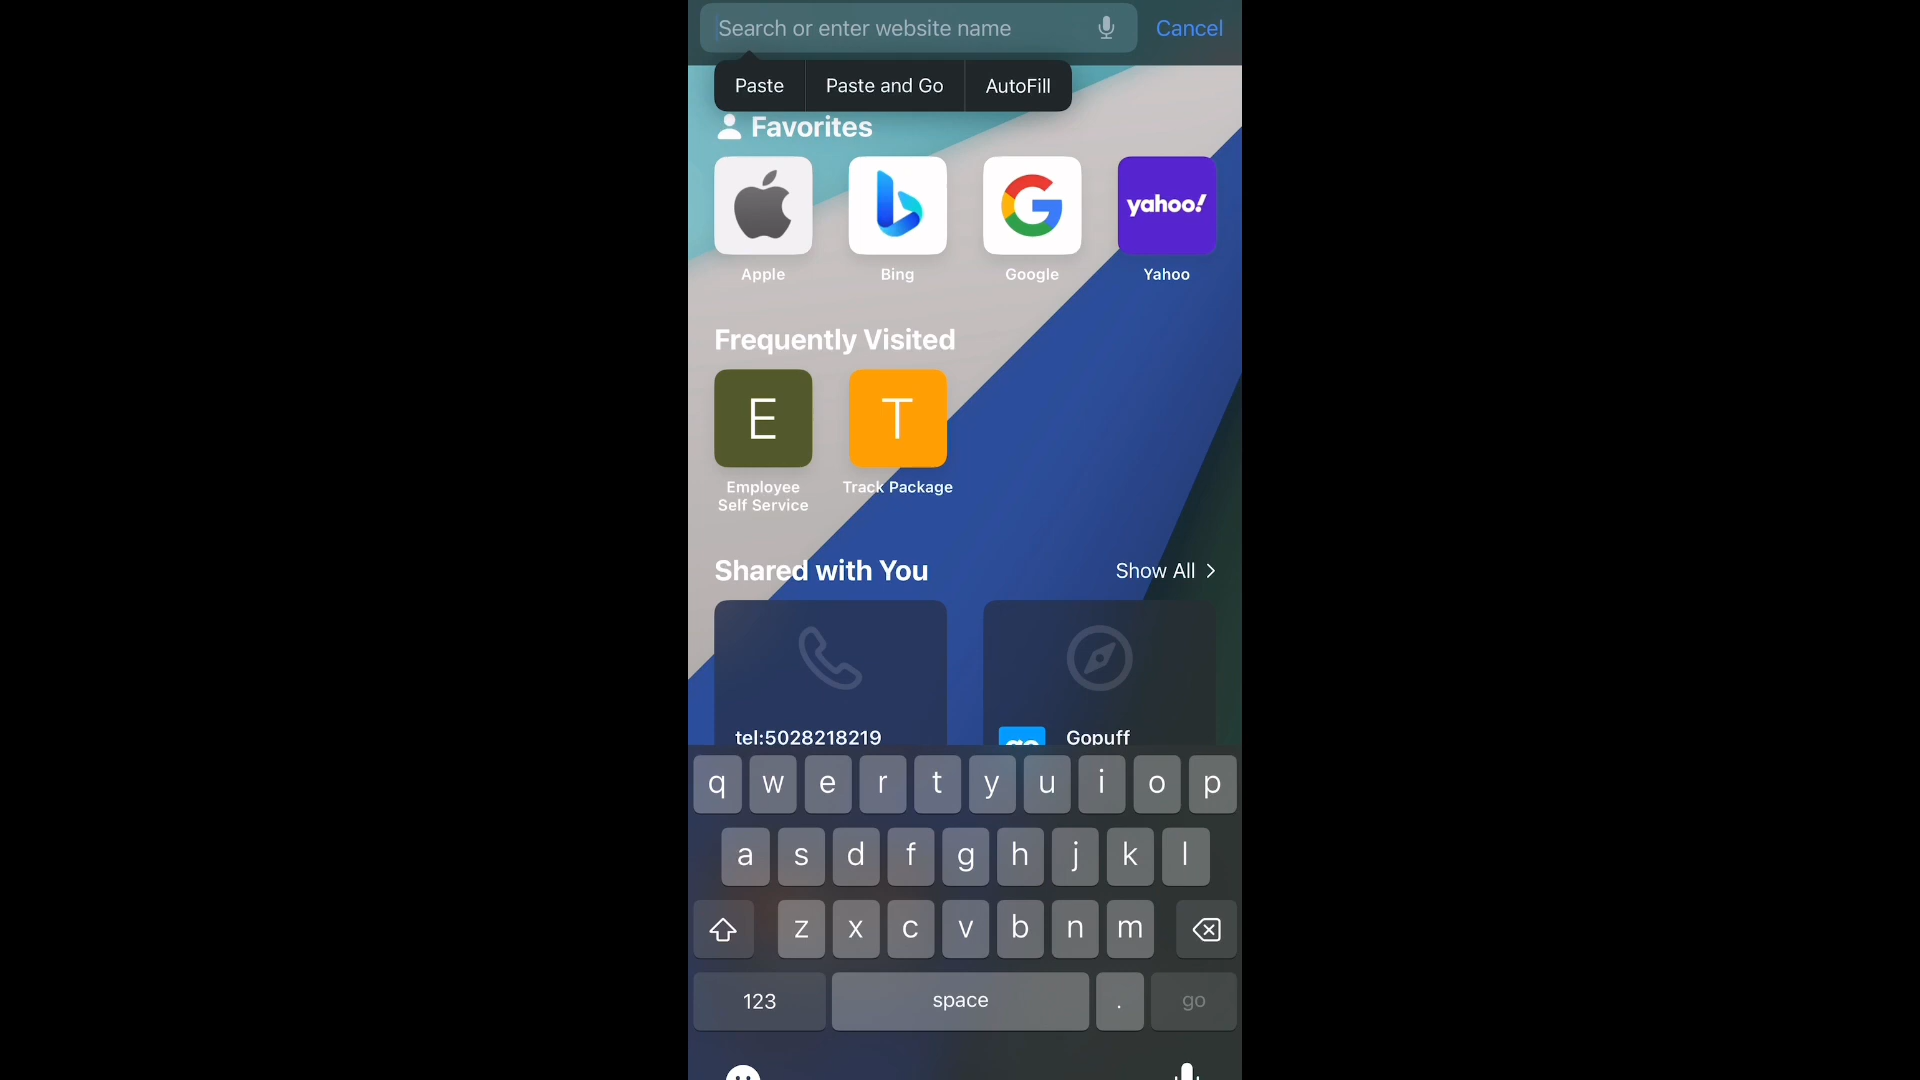 Search or enter website name Cancel
Paste Paste and Go AutoFill
Favorites
yahoo!
Apple Bing Google Yahoo
Frequently Visited
E T
Employee
Self Service
Track Package
Shared with You Show All
tel:5028218219 Gopuff
go
q w e r t y u i o p
a s d f g h j k l
z x c v b n m
123 space . go